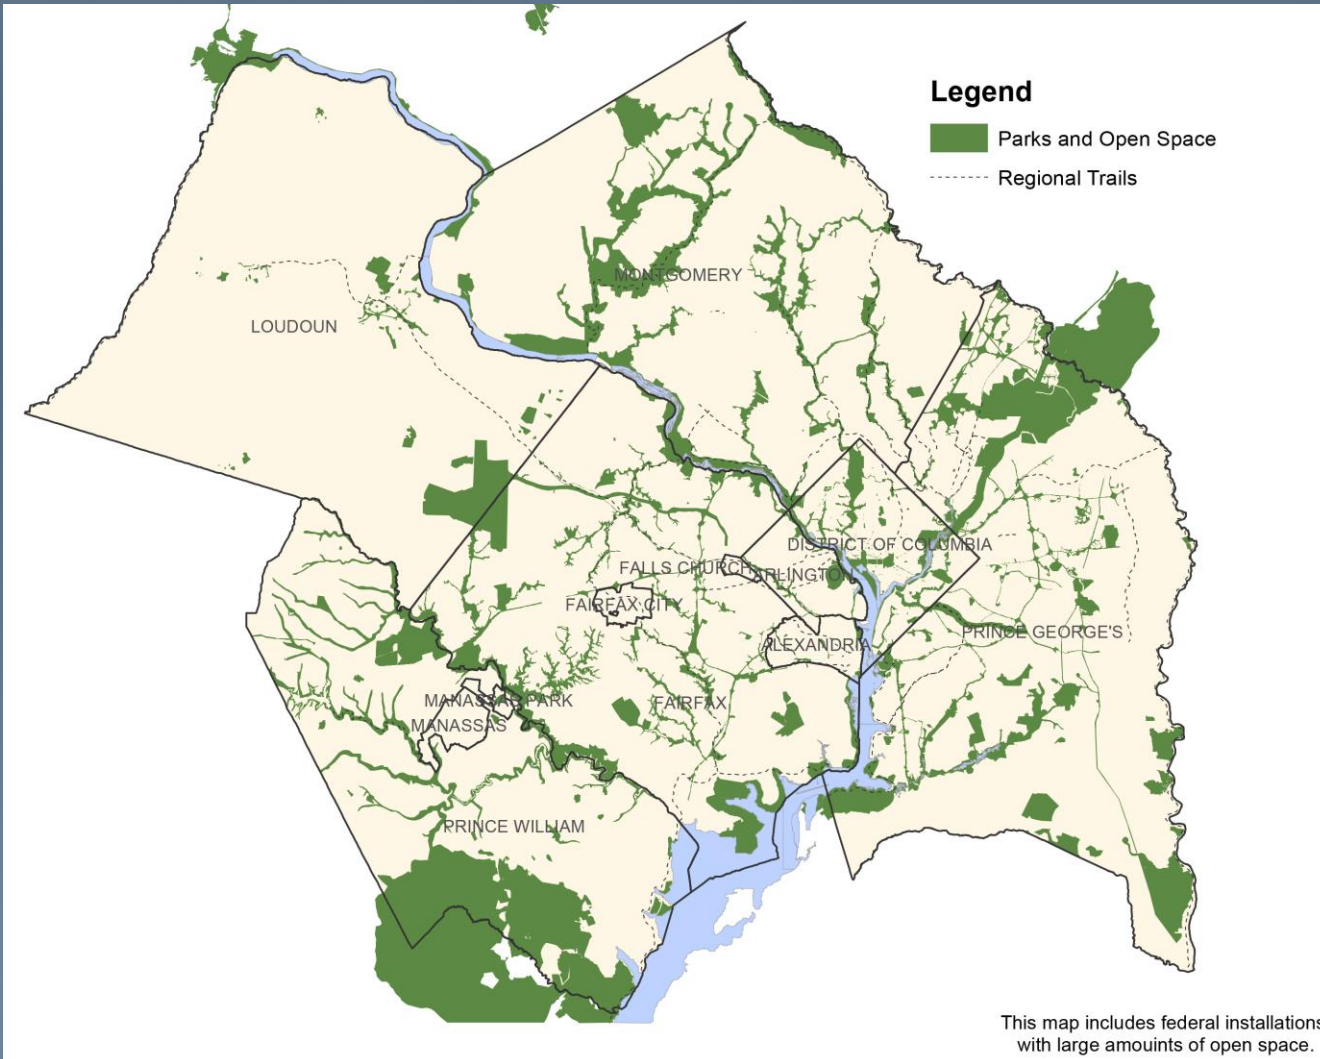 Legend
Parks and Open Space
Regional Trails
MONTGOMERY
LOUDOUN
DISTRICT OF COLUMBIA
FALLS CHURCH
ARLINGTON
FAIRFAX CITY
PRINCE GEORGE'S
ALEXANDRIA
MANASSAS PARK
FAIRFAX
MANASSAS
PRINCE WILLIAM
This map includes federal installations
with large amouints of open space.